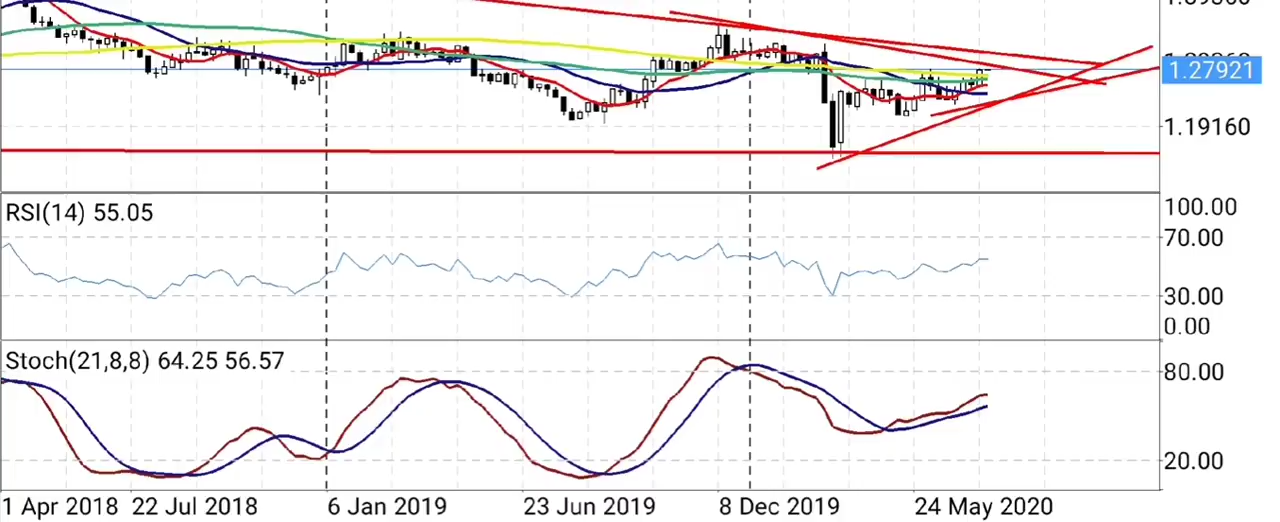 1.27921
1.19160
RSI(14) 55.05
100.00
70.00
30.00
0.00
Stoch(21,8,8) 64.25 56.57
80.00
20.00
1 Apr 2018 22 Jul 2018 6 Jan 2019 23 Jun 2019 8 Dec 2019 24 May 2020